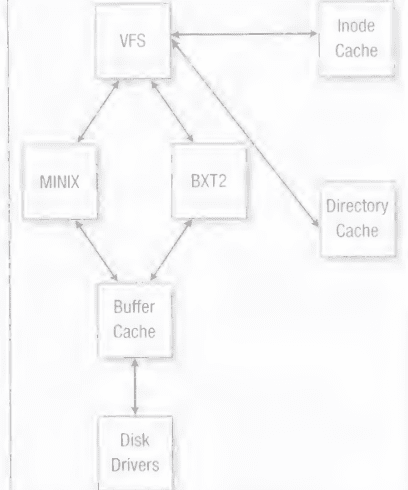 VFS
Inode
Cache
MINIX
BXT2
Directory
Cache
Buffer
Cache
Disk
Drivers